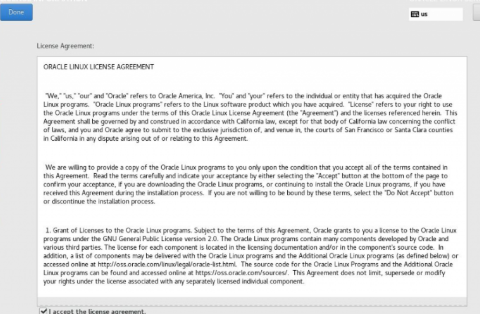 Done
us
License Agreement:
ORACLE LINUX LICENSE AGREEMENT
"We," "us," "our" and "Oracle" refers to Oracle America, Inc. "You" and "your" refers to the individual or entity that has acquired the Oracle
Linux programs. "Oracle Linux programs" refers to the Linux software product which you have acquired. "License" refers to your right to use
the Oracle Linux programs under the terms of this Oracle Linux License Agreement (the "Agreement") and the licenses referenced herein. This
Agreement shall be governed by and construed in accordance with California law, except for that body of California law concerning the conflict
of laws, and you and Oracle agree to submit to the exclusive jurisdiction of, and venue in, the courts of San Francisco or Santa Clara counties
in California in any dispute arising out of or relating to this Agreement.
We are willing to provide a copy of the Oracle Linux programs to you only upon the condition that you accept all of the terms contained in
this Agreement. Read the terms carefully and indicate your acceptance by either selecting the "Accept" button at the bottom of the page to
confirm your acceptance, if you are downloading the Oracle Linux programs, or continuing to install the Oracle Linux programs, if you have
received this Agreement during the installation process. If you are not willing to be bound by these terms, select the "Do Not Accept" button
or discontinue the installation process.
1. Grant of Licenses to the Oracle Linux programs. Subject to the terms of this Agreement, Oracle grants to you a license to the Oracle Linux
programs under the GNU General Public License version 2.0. The Oracle Linux programs contain many components developed by Oracle and
various third parties. The license for each component is located in the licensing documentation and/or in the component's source code. In
addition, a list of components may be delivered with the Oracle Linux programs and the Additional Oracle Linux programs (as defined below) or
accessed online at http://oss.oracle.com/linux/legal/oracle-list.html. The source code for the Oracle Linux Programs and the Additional Oracle
Linux programs can be found and accessed online at https://oss.oracle.com/sources/. This Agreement does not limit, supersede or modify
your rights under the license associated with any separately licensed individual component.
I accept the license agreement.